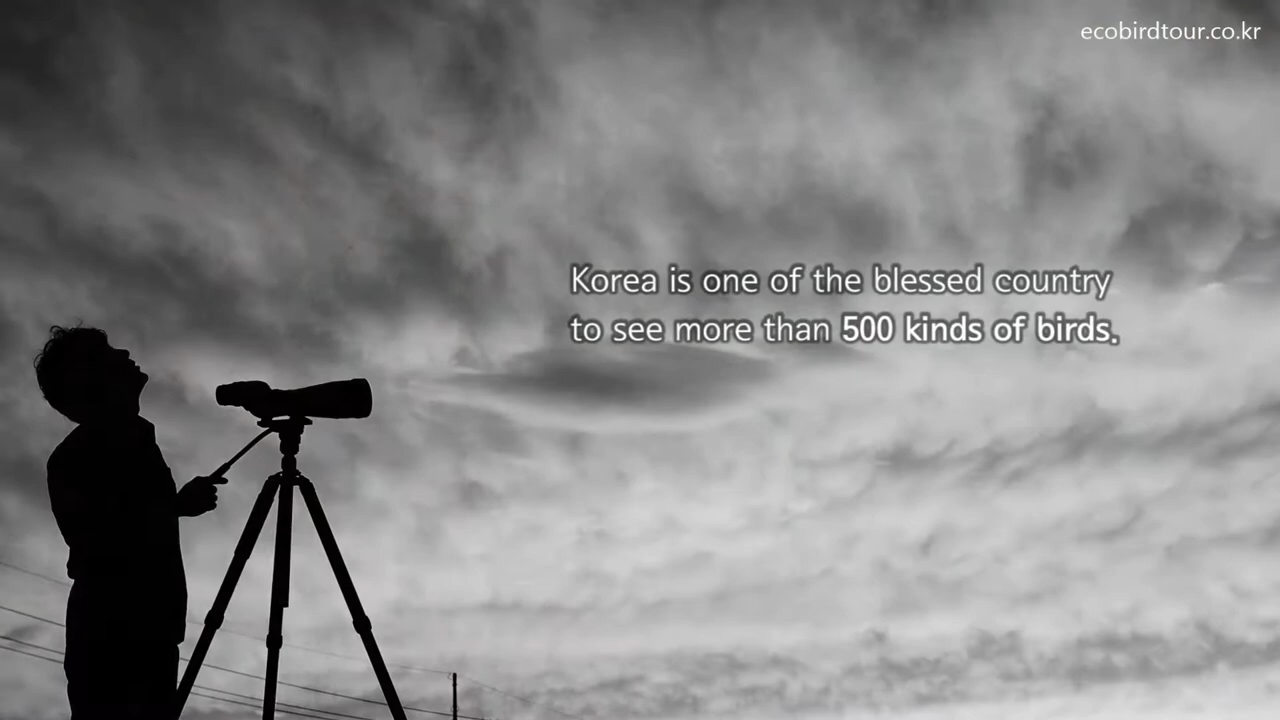 ecobirdtour.co.kr
Korea is one of the blessed country
to see more than 500 kinds of birds.